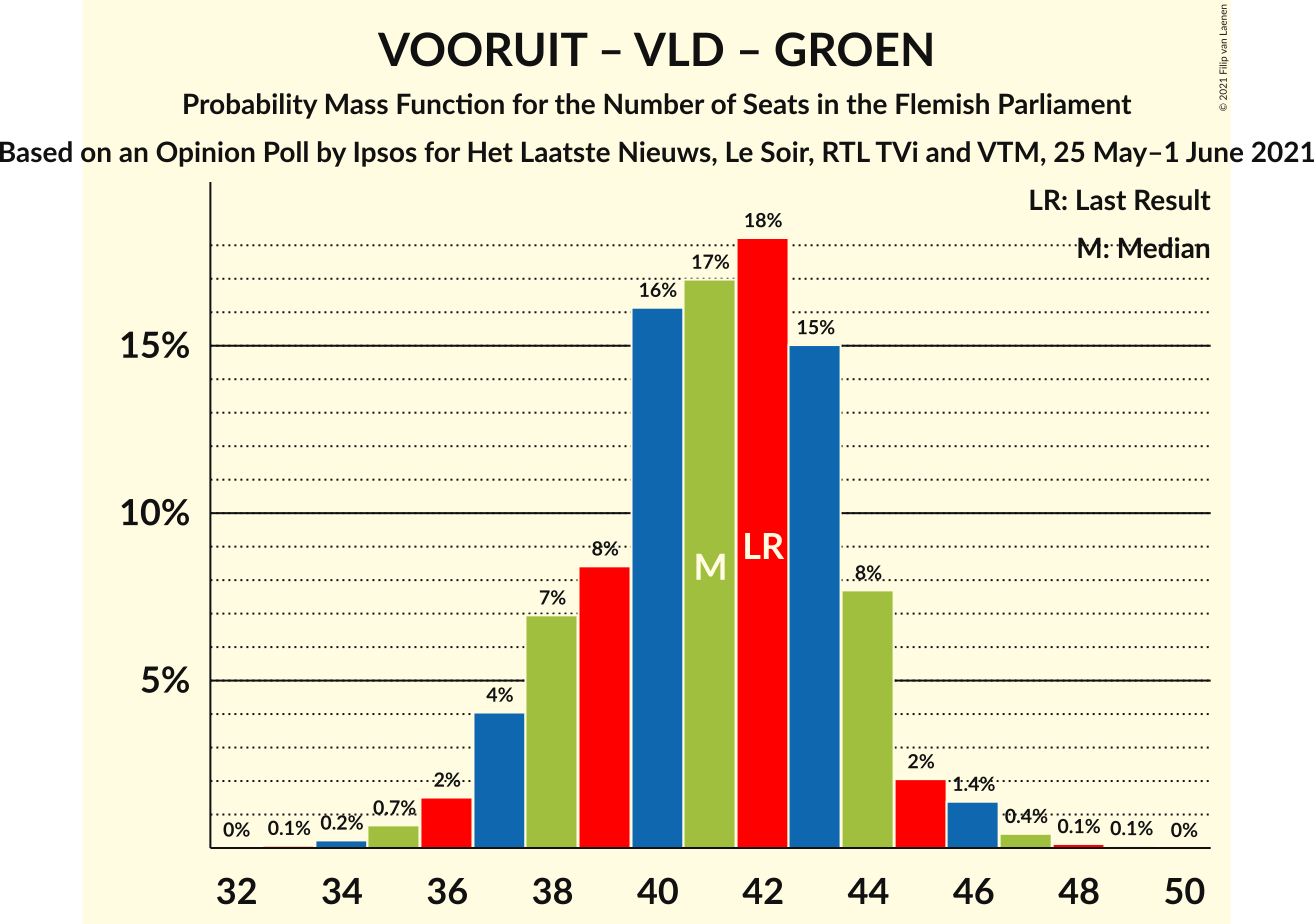 VOORUIT – VLD – GROEN
Probability Mass Function for the Number of Seats in the Flemish Parliament
Based on an Opinion Poll by Ipsos for Het Laatste Nieuws, Le Soir, RTL TVi and VTM, 25 May–1 June 2021
© 2021 Filip van Laenen
LR: Last Result
M: Median
15%
10%
5%
0%
0.1%
0.2%
0.7%
2%
4%
7%
8%
16%
17%
18%
15%
8%
2%
1.4%
0.4%
0.1%
0.1%
0%
M
LR
32 34 36 38 40 42 44 46 48 50